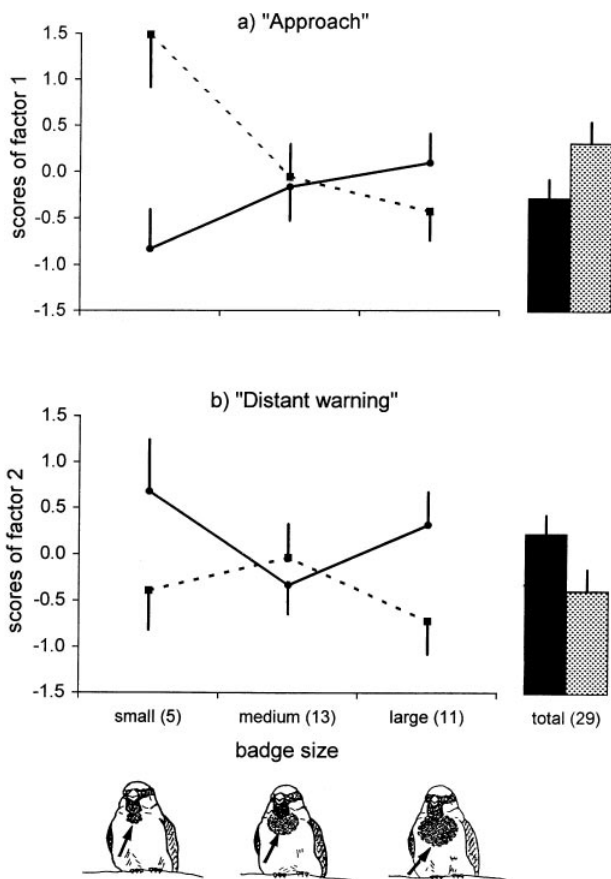 a) "Approach"
scores of factor 1
1.5
1.0
0.5
0.0
-0.5
-1.0
-1.5
b) "Distant warning"
scores of factor 2
1.5
1.0
0.5
0.0
-0.5
-1.0
-1.5
small (5) medium (13) large (11) total (29)
badge size